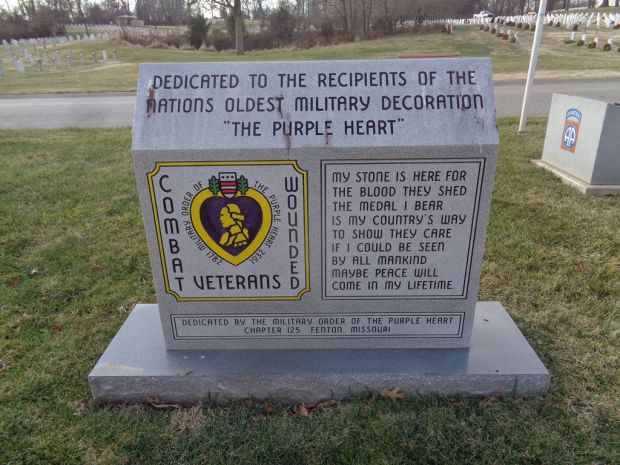 DEDICATED TO THE RECIPIENTS OF THE
NATIONS OLDEST MILITARY DECORATION
"THE PURPLE HEART"
COMBAT
WOUNDED
VETERANS
MILITARY ORDER OF THE PURPLE HEART
1782 1932
MY STONE IS HERE FOR
THE BLOOD THEY SHED
THE MEDAL I BEAR
IS MY COUNTRY'S WAY
TO SHOW THEY CARE
IF I COULD BE SEEN
BY ALL MANKIND
MAYBE PEACE WILL
COME IN MY LIFETIME.
DEDICATED BY THE MILITARY ORDER OF THE PURPLE HEART
CHAPTER 125 FENTON, MISSOURI
AIRBORNE
AA